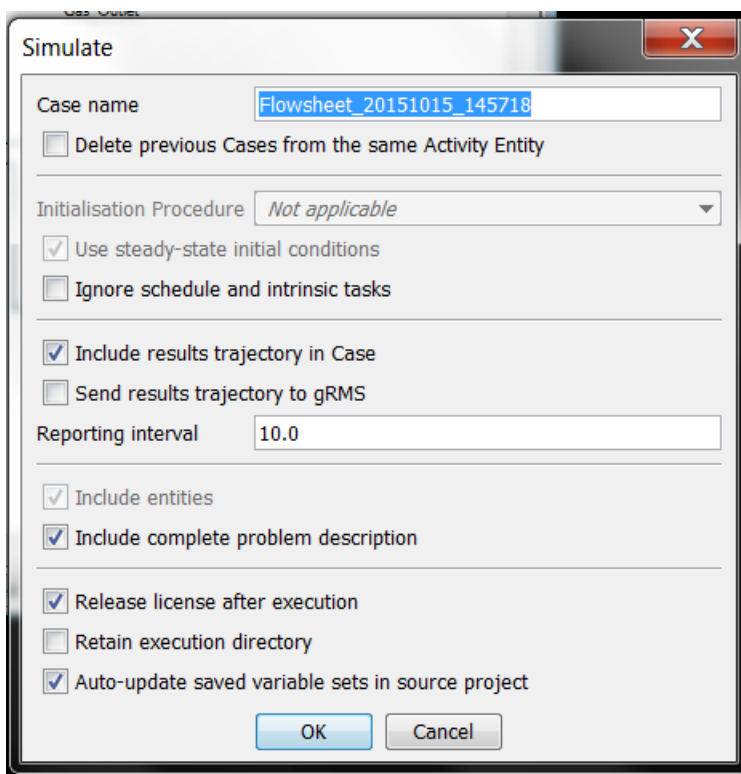 Gas Outlet
Simulate
Case name Flowsheet_20151015_145718
Delete previous Cases from the same Activity Entity
Initialisation Procedure Not applicable
Use steady-state initial conditions
Ignore schedule and intrinsic tasks
Include results trajectory in Case
Send results trajectory to gRMS
Reporting interval 10.0
Include entities
Include complete problem description
Release license after execution
Retain execution directory
Auto-update saved variable sets in source project
OK Cancel